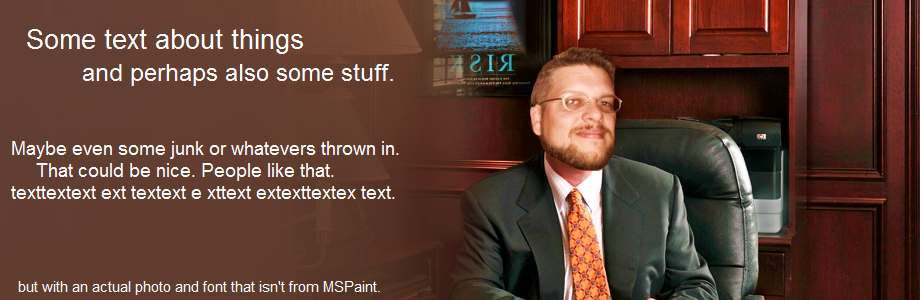 Some text about things
and perhaps also some stuff.
RISK
Maybe even some junk or whatevers thrown in.
That could be nice. People like that.
texttextext ext textext e xttext extexttextex text.
but with an actual photo and font that isn't from MSPaint.